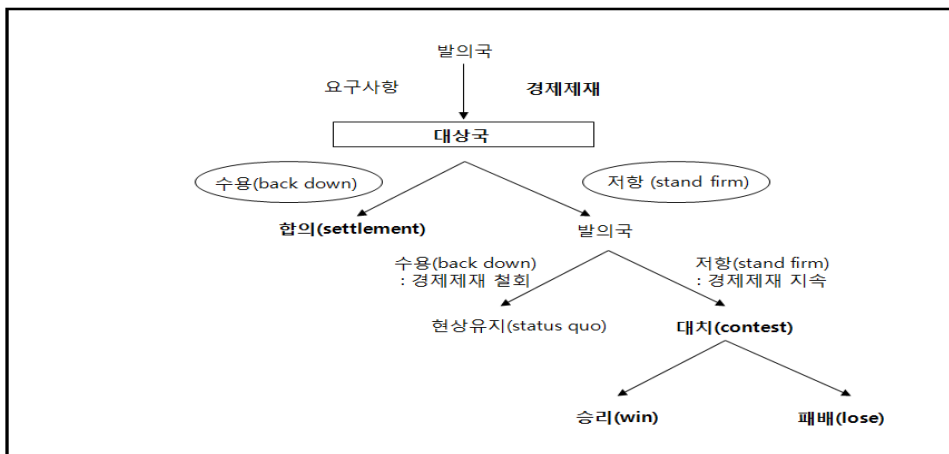 발의국
요구사항 경제제재
대상국
수용(back down) 저항 (stand firm)
합의(settlement) 발의국
수용(back down) 저항(stand firm)
: 경제제재 철회 : 경제제재 지속
현상유지(status quo) 대치(contest)
승리(win) 패배(lose)